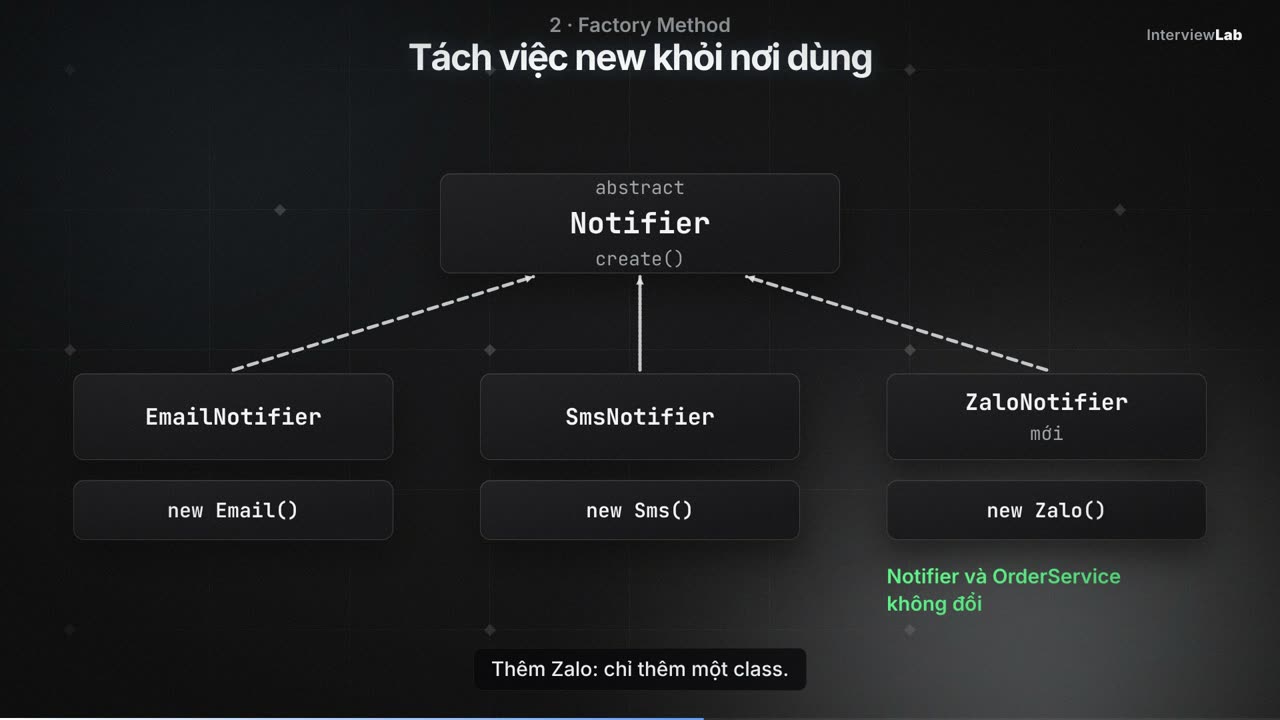 2 · Factory Method
Tách việc new khỏi nơi dùng
InterviewLab
abstract
Notifier
create()
EmailNotifier
SmsNotifier
ZaloNotifier
mới
new Email()
new Sms()
new Zalo()
Notifier và OrderService
không đổi
Thêm Zalo: chỉ thêm một class.